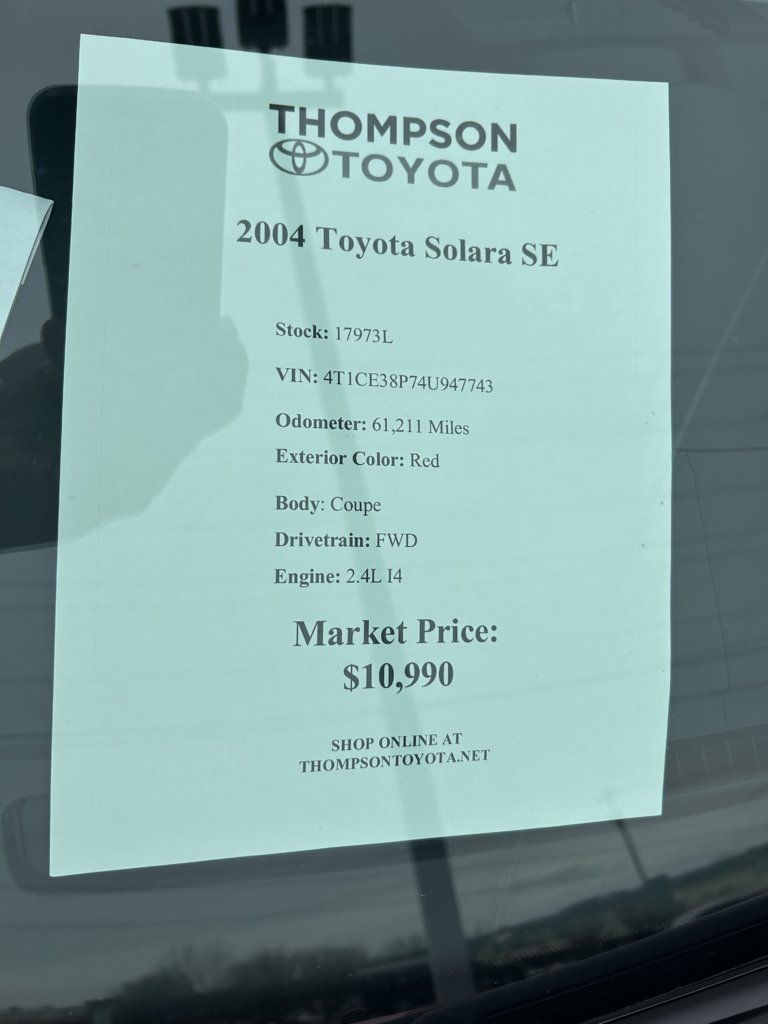 THOMPSON
TOYOTA
2004 Toyota Solara SE
Stock: 17973L
VIN: 4T1CE38P74U947743
Odometer: 61,211 Miles
Exterior Color: Red
Body: Coupe
Drivetrain: FWD
Engine: 2.4L I4
Market Price:
$10,990
SHOP ONLINE AT
THOMPSONTOYOTA.NET